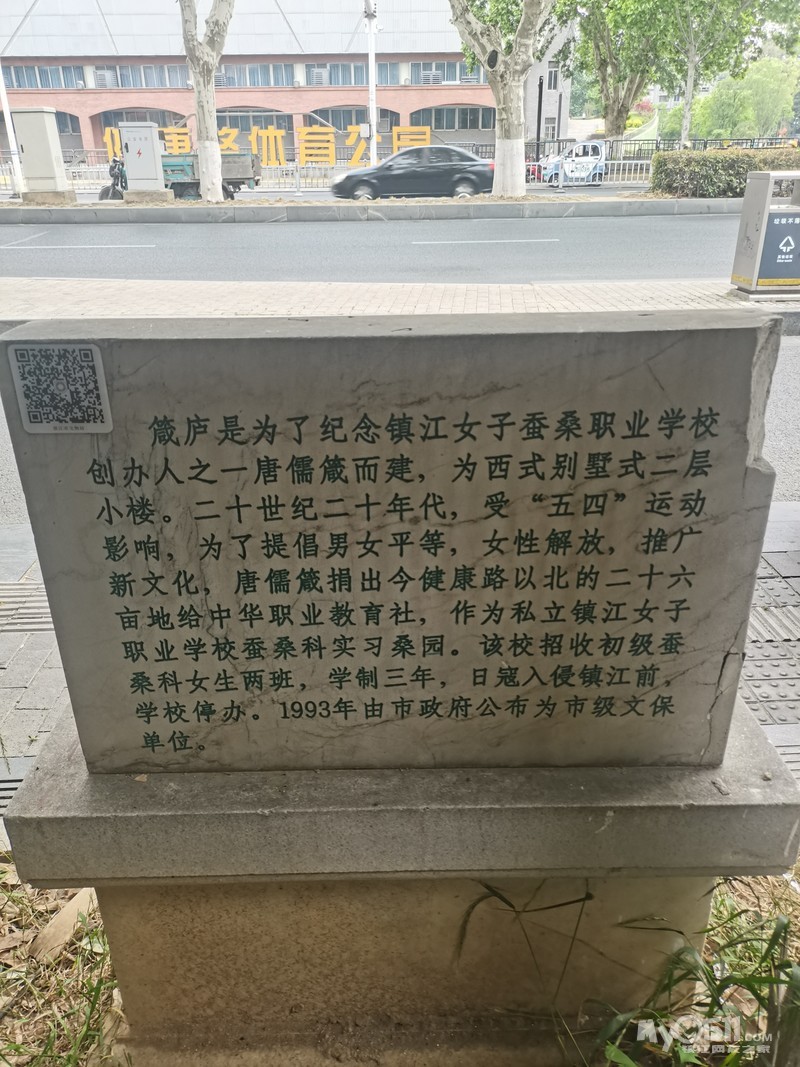 体育公园
箴庐是为了纪念镇江女子蚕桑职业学校
创办人之一唐儒箴而建，为西式别墅式二层
小楼。二十世纪二十年代，受“五四”运动
影响，为了提倡男女平等，女性解放，推广
新文化，唐儒箴捐出今健康路以北的二十六
亩地给中华职业教育社，作为私立镇江女子
职业学校蚕桑科实习桑园。该校招收初级蚕
桑科女生两班，学制三年，日寇入侵镇江前，
学校停办。1993年由市政府公布为市级文保
单位。